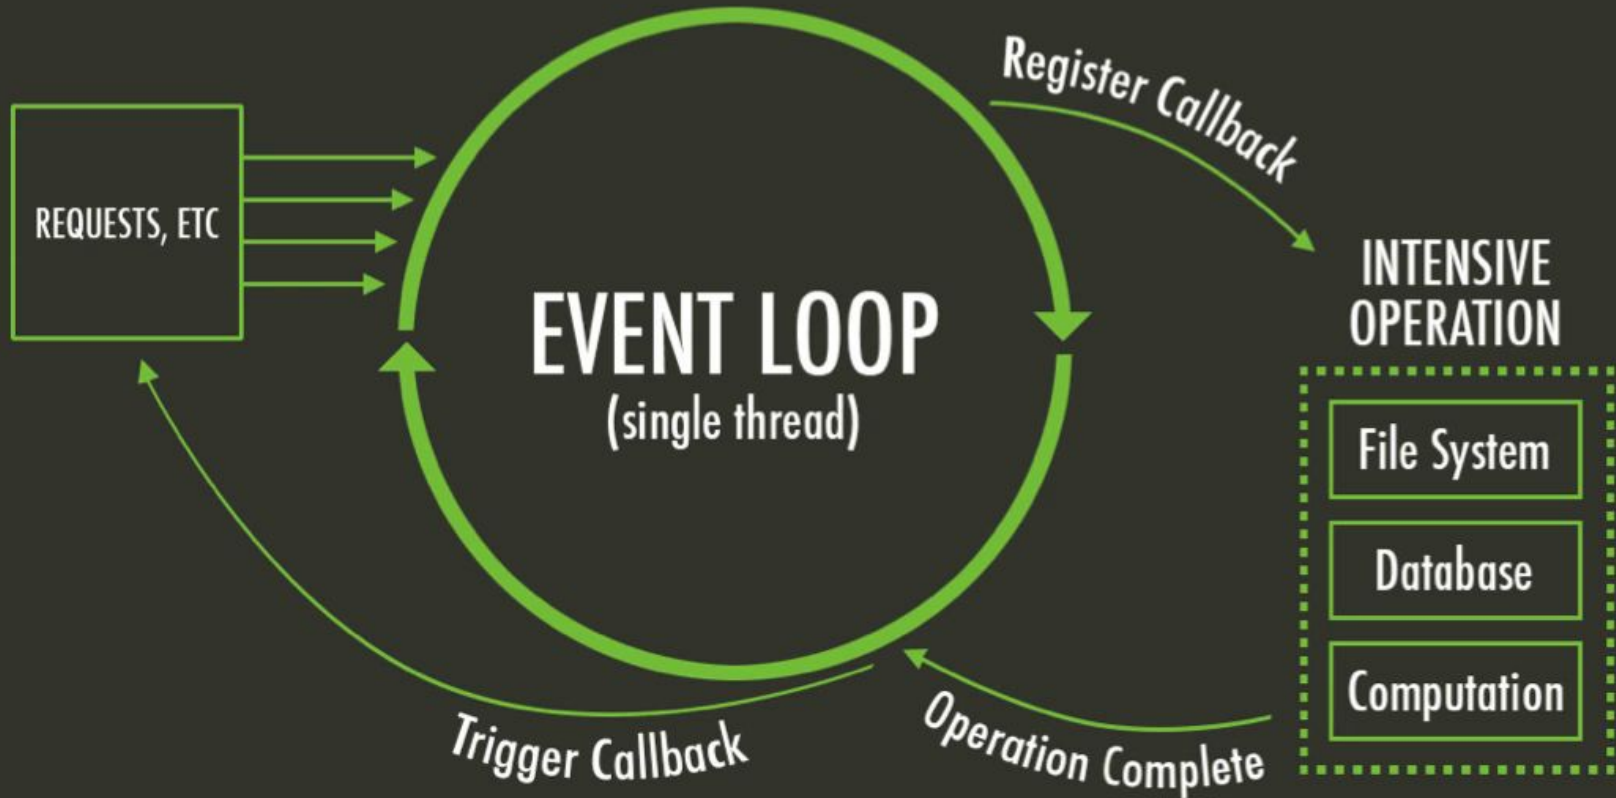 Register Callback
REQUESTS, ETC
EVENT LOOP
(single thread)
INTENSIVE
OPERATION
File System
Database
Computation
Operation Complete
Trigger Callback